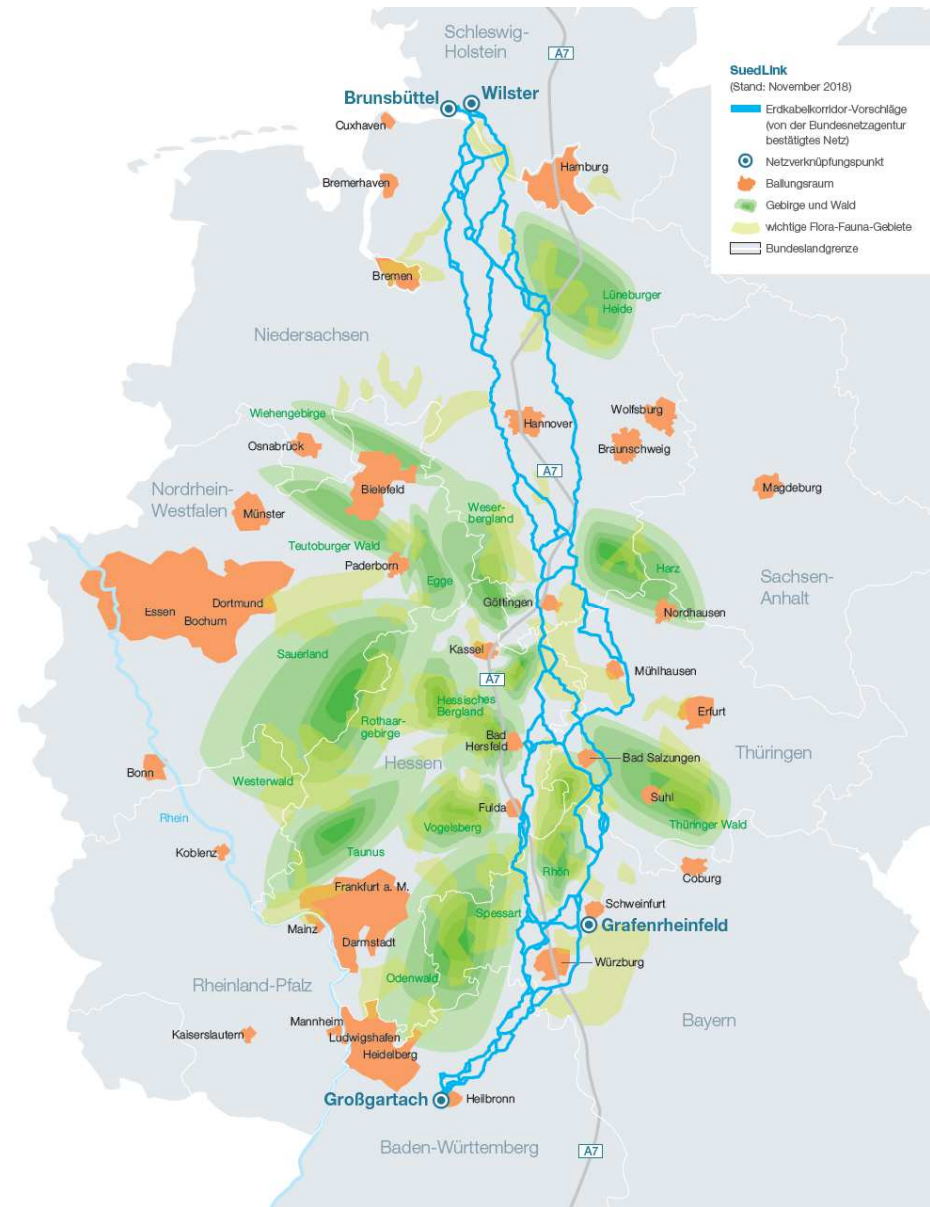 Schleswig-
Holstein
A7
SuedLink
(Stand: November 2018)
Erdkabelkorridor-Vorschläge
(von der Bundesnetzagentur
bestätigtes Netz)
Netzverknüpfungspunkt
Ballungsraum
Gebirge und Wald
wichtige Flora-Fauna-Gebiete
Bundeslandgrenze
Brunsbüttel
Wilster
Cuxhaven
Hamburg
Bremerhaven
Bremen
Lüneburger
Heide
Niedersachsen
Wiehengebirge
Hannover
Wolfsburg
Osnabrück
Braunschweig
A7
Bielefeld
Magdeburg
Nordrhein-
Westfalen
Münster
Weser-
bergland
Teutoburger Wald
Paderborn
Egge
Harz
Sachsen-
Anhalt
Göttingen
Nordhausen
Essen
Dortmund
Bochum
Kassel
Sauerland
Mühlhausen
A7
Hessisches
Bergland
Rothaar-
gebirge
Erfurt
Bad
Hersfeld
Thüringen
Hessen
Bad Salzungen
Bonn
Westerwald
Suhl
Fulda
Rhein
Vogelsberg
Thüringer Wald
Koblenz
Taunus
Rhön
Coburg
Frankfurt a. M.
Schweinfurt
Spessart
Grafenrheinfeld
Mainz
Darmstadt
Würzburg
Odenwald
Rheinland-Pfalz
Mannheim
Bayern
Kaiserslautern
Ludwigshafen
Heidelberg
Großgartach
Heilbronn
Baden-Württemberg
A7